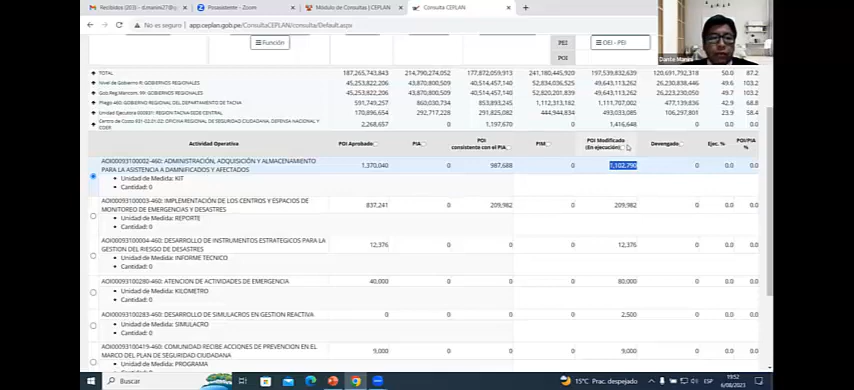 Recibidos (203) - d.manini27@g
Posasistente - Zoom
Módulo de Consultas | CEPLAN
Consulta CEPLAN
No es seguro | app.ceplan.gob.pe/ConsultaCEPLAN/consulta/Default.aspx
Función
PEI
OEI - PEI
POI
Dante Manini
TOTAL 187,265,743,843 214,790,274,052 177,872,059,913 241,180,445,920 197,539,832,639 120,691,792,318 50.0 87.2
Nivel de Gobierno R: GOBIERNOS REGIONALES 45,253,822,206 43,870,800,509 40,514,497,131 52,834,036,525 49,643,113,262 26,230,838,446 49.6 103.2
Gob.Reg./Mancom. 99: GOBIERNOS REGIONALES 45,253,822,206 43,870,800,509 40,514,497,131 52,820,201,839 49,643,113,262 26,223,230,050 49.7 103.2
Pliego 460: GOBIERNO REGIONAL DEL DEPARTAMENTO DE TACNA 591,749,257 860,030,734 853,893,245 1,112,313,182 1,111,707,002 477,139,836 42.9 68.8
Unidad Ejecutora 000831: REGION TACNA-SEDE CENTRAL 170,896,654 292,717,228 291,825,082 444,944,834 493,033,085 106,297,801 23.9 58.4
Centro de Costo 831-02.01.22: OFICINA REGIONAL DE SEGURIDAD CIUDADANA, DEFENSA NACIONAL Y CODER 2,268,657 0 1,197,670 0 1,416,648 0 0.0 0.0
Actividad Operativa POI Aprobado PIA POI consistente con el PIA PIM POI Modificado (En ejecución) Devengado Ejec. % POI/PIA %
AOI00093100002-460: ADMINISTRACIÓN, ADQUISICIÓN Y ALMACENAMIENTO 1,370,040 0 987,688 0 1,102,790 0 0.0 0.0
PARA LA ASISTENCIA A DAMNIFICADOS Y AFECTADOS
Unidad de Medida: KIT
Cantidad: 0
AOI00093100003-460: IMPLEMENTACIÓN DE LOS CENTROS Y ESPACIOS DE 837,241 0 209,982 0 209,982 0 0.0 0.0
MONITOREO DE EMERGENCIAS Y DESASTRES
Unidad de Medida: REPORTE
Cantidad: 0
AOI00093100004-460: DESARROLLO DE INSTRUMENTOS ESTRATEGICOS PARA LA 12,376 0 0 0 12,376 0 0.0 0.0
GESTION DEL RIESGO DE DESASTRES
Unidad de Medida: INFORME TECNICO
Cantidad: 0
AOI00093100280-460: ATENCION DE ACTIVIDADES DE EMERGENCIA 40,000 0 0 0 80,000 0 0.0 0.0
Unidad de Medida: KILOMETRO
Cantidad: 0
AOI00093100283-460: DESARROLLO DE SIMULACROS EN GESTION REACTIVA 0 0 0 0 2,500 0 0.0 0.0
Unidad de Medida: SIMULACRO
Cantidad: 0
AOI00093100419-460: COMUNIDAD RECIBE ACCIONES DE PREVENCION EN EL 9,000 0 0 0 9,000 0 0.0 0.0
MARCO DEL PLAN DE SEGURIDAD CIUDADANA
Unidad de Medida: PROGRAMA
Buscar
15°C Prac. despejado
ESP
19:52
6/08/2023